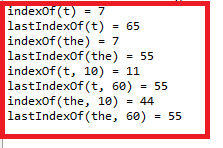 indexOf(t) = 7
lastIndexOf(t) = 65
indexOf(the) = 7
lastIndexOf(the) = 55
indexOf(t, 10) = 11
lastIndexOf(t, 60) = 55
indexOf(the, 10) = 44
lastIndexOf(the, 60) = 55